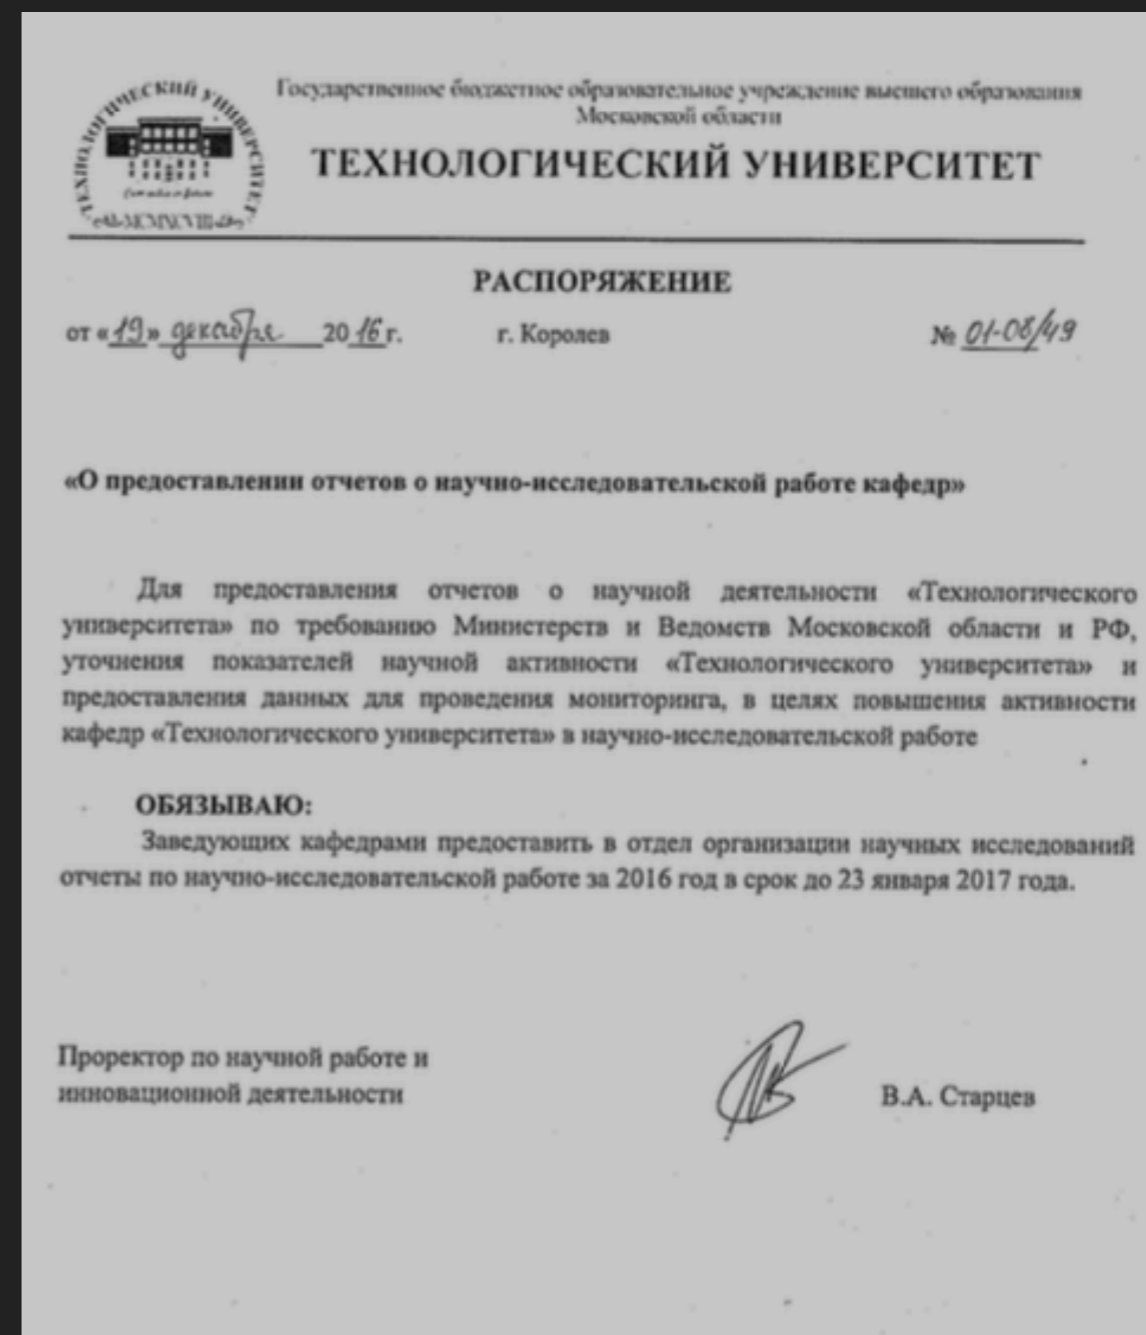 ТЕХНОЛОГИЧЕСКИЙ УНИВЕРСИТЕТ
Государственное бюджетное образовательное учреждение высшего образования
Московской области
ТЕХНОЛОГИЧЕСКИЙ УНИВЕРСИТЕТ
РАСПОРЯЖЕНИЕ
от «19» декабря 2016 г. г. Королев № 01-08/49
«О предоставлении отчетов о научно-исследовательской работе кафедр»
Для предоставления отчетов о научной деятельности «Технологического
университета» по требованию Министерств и Ведомств Московской области и РФ,
уточнения показателей научной активности «Технологического университета» и
предоставления данных для проведения мониторинга, в целях повышения активности
кафедр «Технологического университета» в научно-исследовательской работе
ОБЯЗЫВАЮ:
Заведующих кафедрами предоставить в отдел организации научных исследований
отчеты по научно-исследовательской работе за 2016 год в срок до 23 января 2017 года.
Проректор по научной работе и
инновационной деятельности
В.А. Старцев